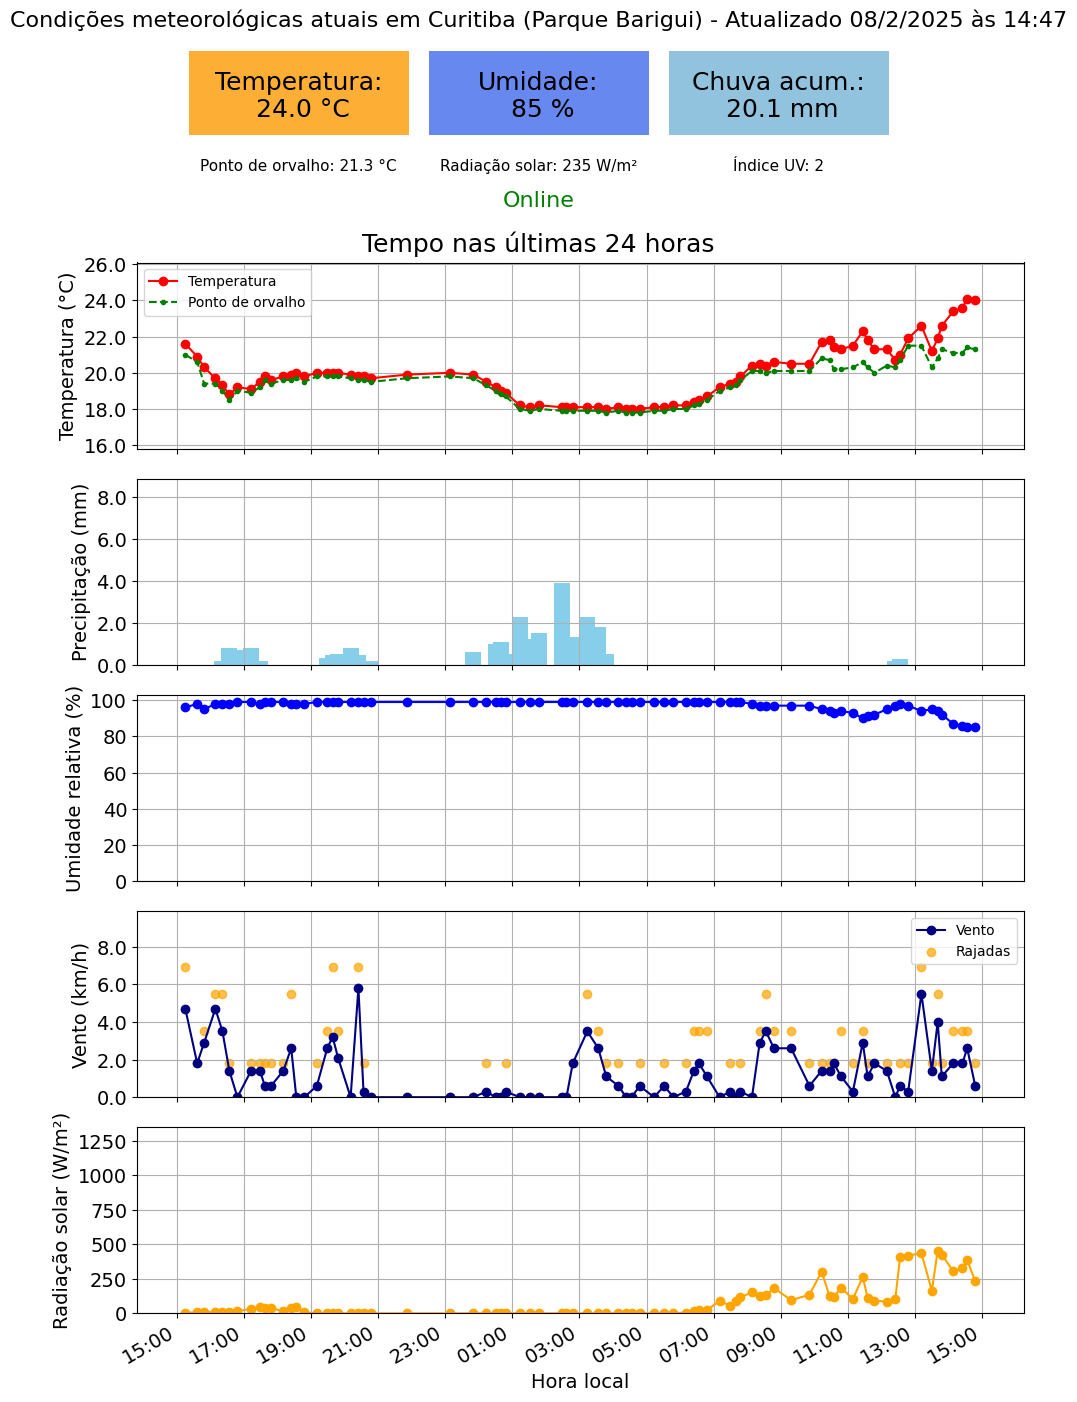 Condições meteorológicas atuais em Curitiba (Parque Barigui) - Atualizado 08/2/2025 às 14:47
Temperatura:
24.0 °C
Umidade:
85 %
Chuva acum.:
20.1 mm
Ponto de orvalho: 21.3 °C
Radiação solar: 235 W/m²
Índice UV: 2
Online
Tempo nas últimas 24 horas
Temperatura (°C)
26.0
24.0
22.0
20.0
18.0
16.0
Temperatura
Ponto de orvalho
Precipitação (mm)
8.0
6.0
4.0
2.0
0.0
Umidade relativa (%)
100
80
60
40
20
0
Vento (km/h)
8.0
6.0
4.0
2.0
0.0
Vento
Rajadas
Radiação solar (W/m²)
1250
1000
750
500
250
0
15:00
17:00
19:00
21:00
23:00
01:00
03:00
05:00
07:00
09:00
11:00
13:00
15:00
Hora local